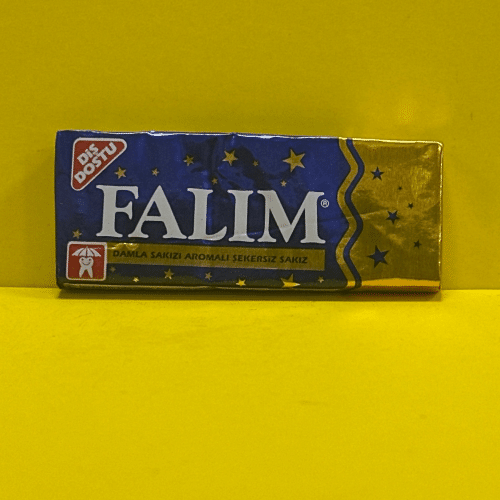 DİŞ
DOSTU
FALIM®
DAMLA SAKIZI AROMALI ŞEKERSİZ SAKIZ